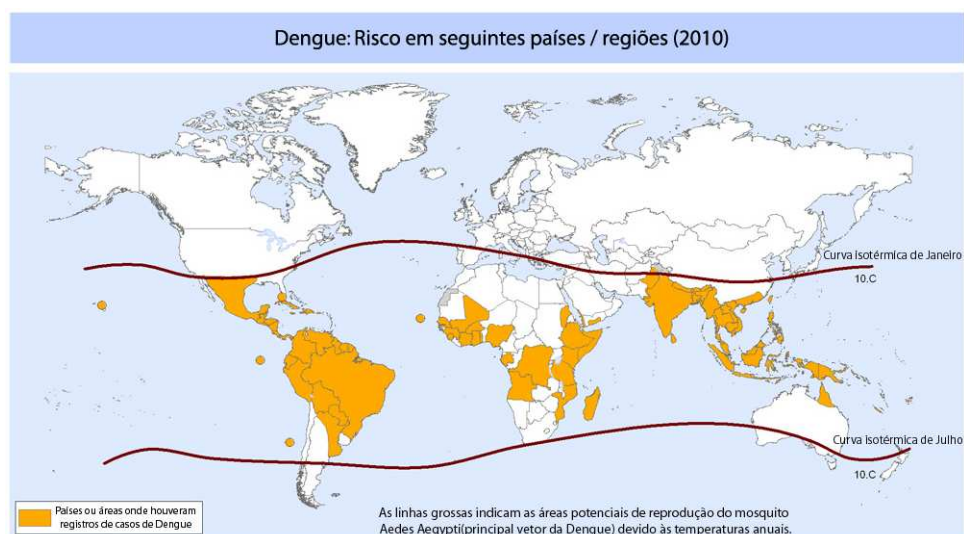 Dengue: Risco em seguintes países / regiões (2010)
Curva isotérmica de Janeiro
10.C
Curva isotérmica de Julho
10.C
Países ou áreas onde houveram
registros de casos de Dengue
As linhas grossas indicam as áreas potenciais de reprodução do mosquito
Aedes Aegypti(principal vetor da Dengue) devido às temperaturas anuais.